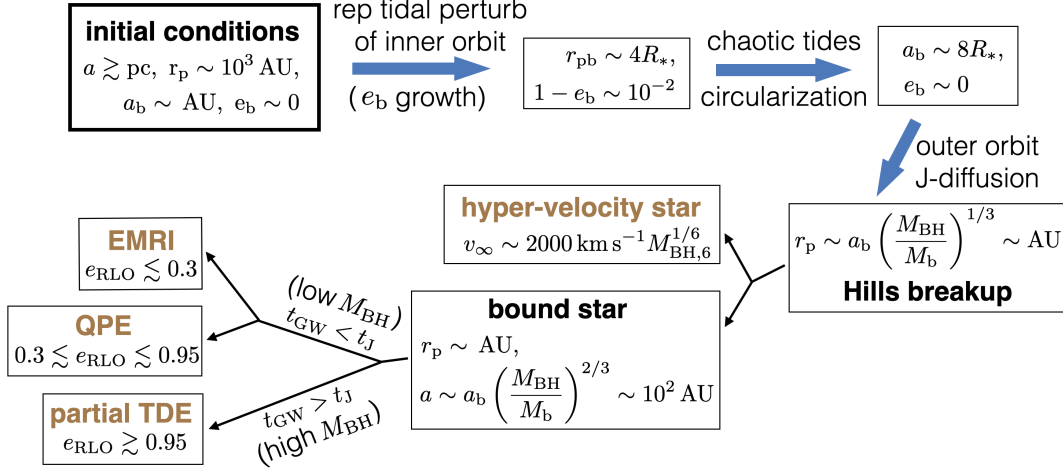 initial conditions
a ≳ pc, r_p ∼ 10^3 AU,
a_b ∼ AU, e_b ∼ 0
rep tidal perturb
of inner orbit
(e_b growth)
r_pb ∼ 4R_*,
1 − e_b ∼ 10^−2
chaotic tides
circularization
a_b ∼ 8R_*,
e_b ∼ 0
outer orbit
J-diffusion
r_p ∼ a_b (M_BH/M_b)^1/3 ∼ AU
Hills breakup
hyper-velocity star
v_∞ ∼ 2000 km s^−1 M_BH,6^1/6
bound star
r_p ∼ AU,
a ∼ a_b (M_BH/M_b)^2/3 ∼ 10^2 AU
(low M_BH)
t_GW < t_J
t_GW > t_J
(high M_BH)
EMRI
e_RLO ≲ 0.3
QPE
0.3 ≲ e_RLO ≲ 0.95
partial TDE
e_RLO ≳ 0.95